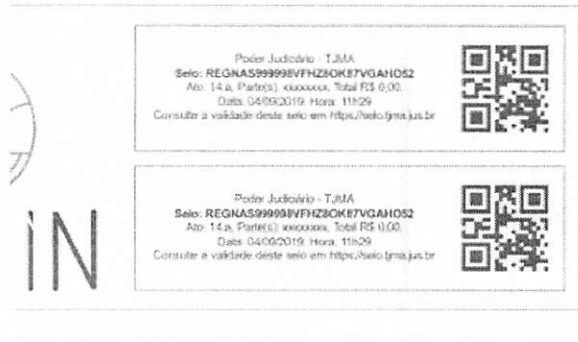 Poder Judiciário - TJMA
Selo: REGNAS999998VFHZ8OK87VGAHO52
Ato: 14.a, Parte(s): xxxxxxxx, Total R$ 0,00.
Data: 04/09/2019, Hora: 11h29
Consulte a validade deste selo em https://selo.tjma.jus.br
IN
Poder Judiciário - TJMA
Selo: REGNAS999998VFHZ8OK87VGAHO52
Ato: 14.a, Parte(s): xxxxxxxx, Total R$ 0,00.
Data: 04/09/2019, Hora: 11h29
Consulte a validade deste selo em https://selo.tjma.jus.br